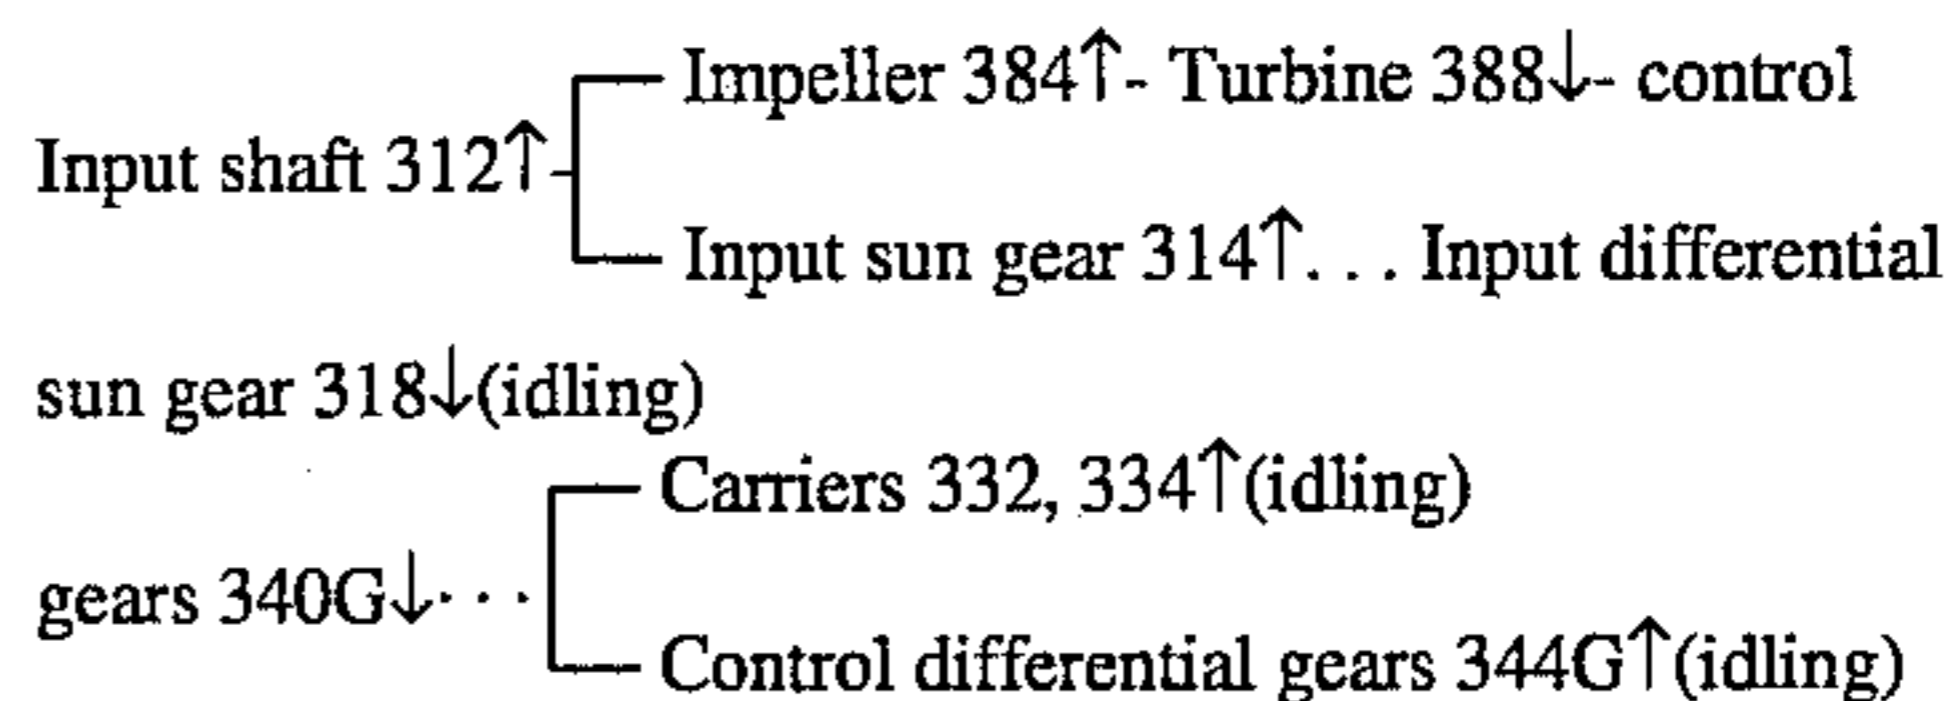 Impeller 384↑- Turbine 388↓- control
Input shaft 312↑-
Input sun gear 314↑. . . Input differential
sun gear 318↓(idling)
Carriers 332, 334↑(idling)
gears 340G↓. . .
Control differential gears 344G↑(idling)